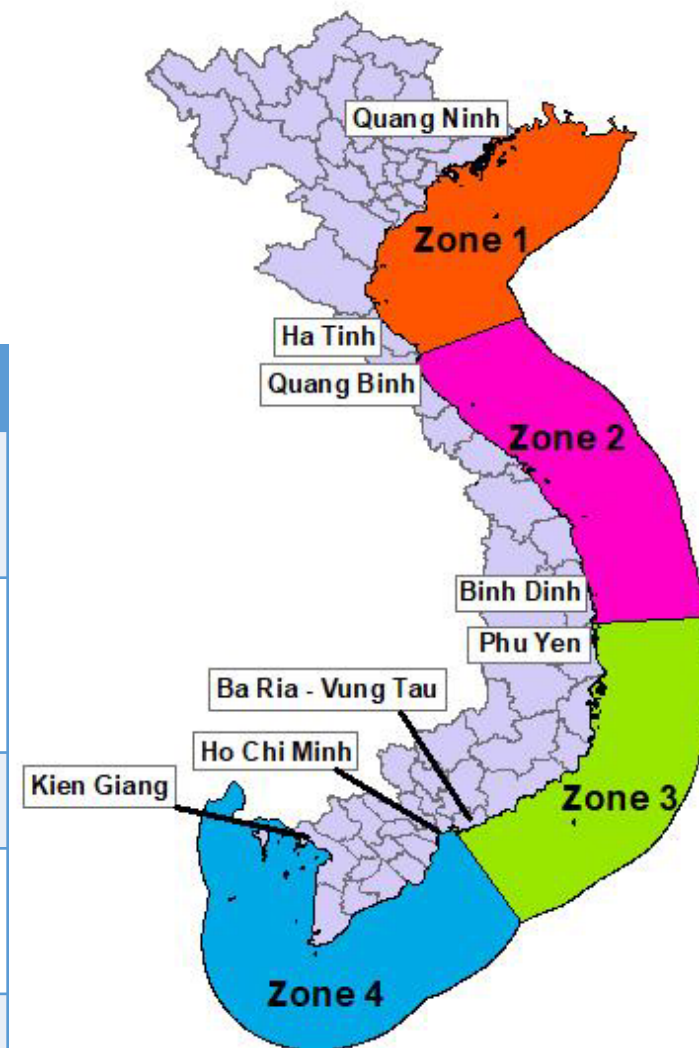 Quang Ninh
Zone 1
Ha Tinh
Quang Binh
Zone 2
Binh Dinh
Phu Yen
Ba Ria - Vung Tau
Ho Chi Minh
Kien Giang
Zone 3
Zone 4